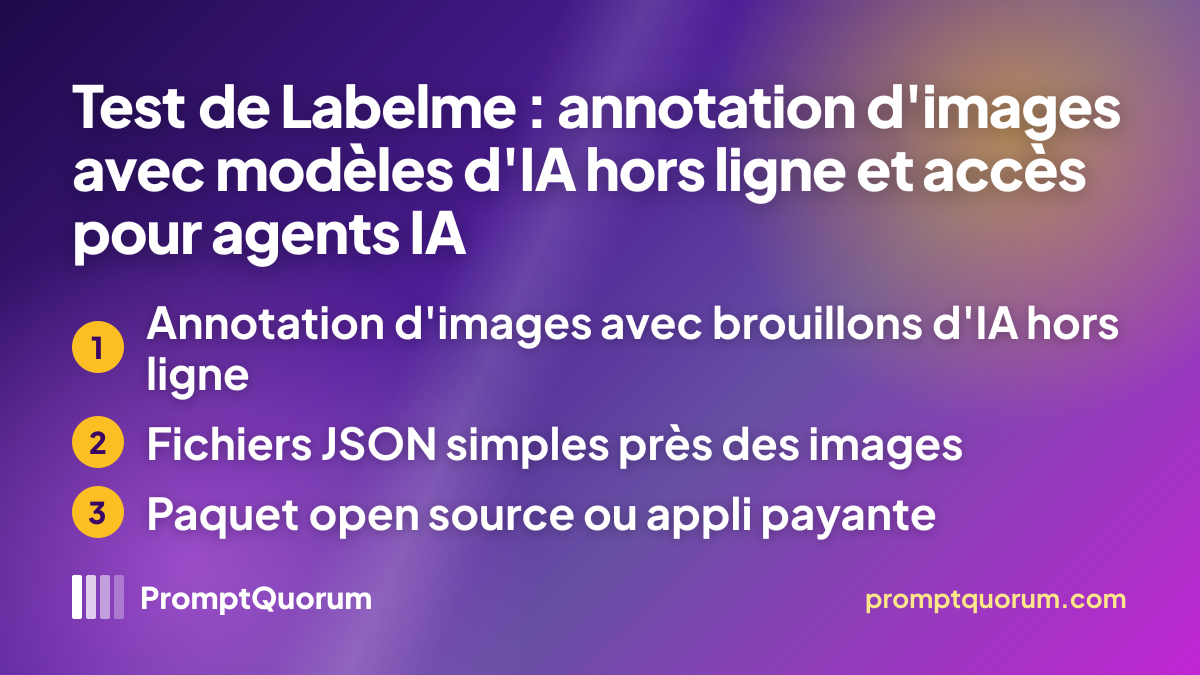 Test de Labelme : annotation d'images
avec modèles d'IA hors ligne et accès
pour agents IA
1 Annotation d'images avec brouillons d'IA hors
ligne
2 Fichiers JSON simples près des images
3 Paquet open source ou appli payante
PromptQuorum
promptquorum.com